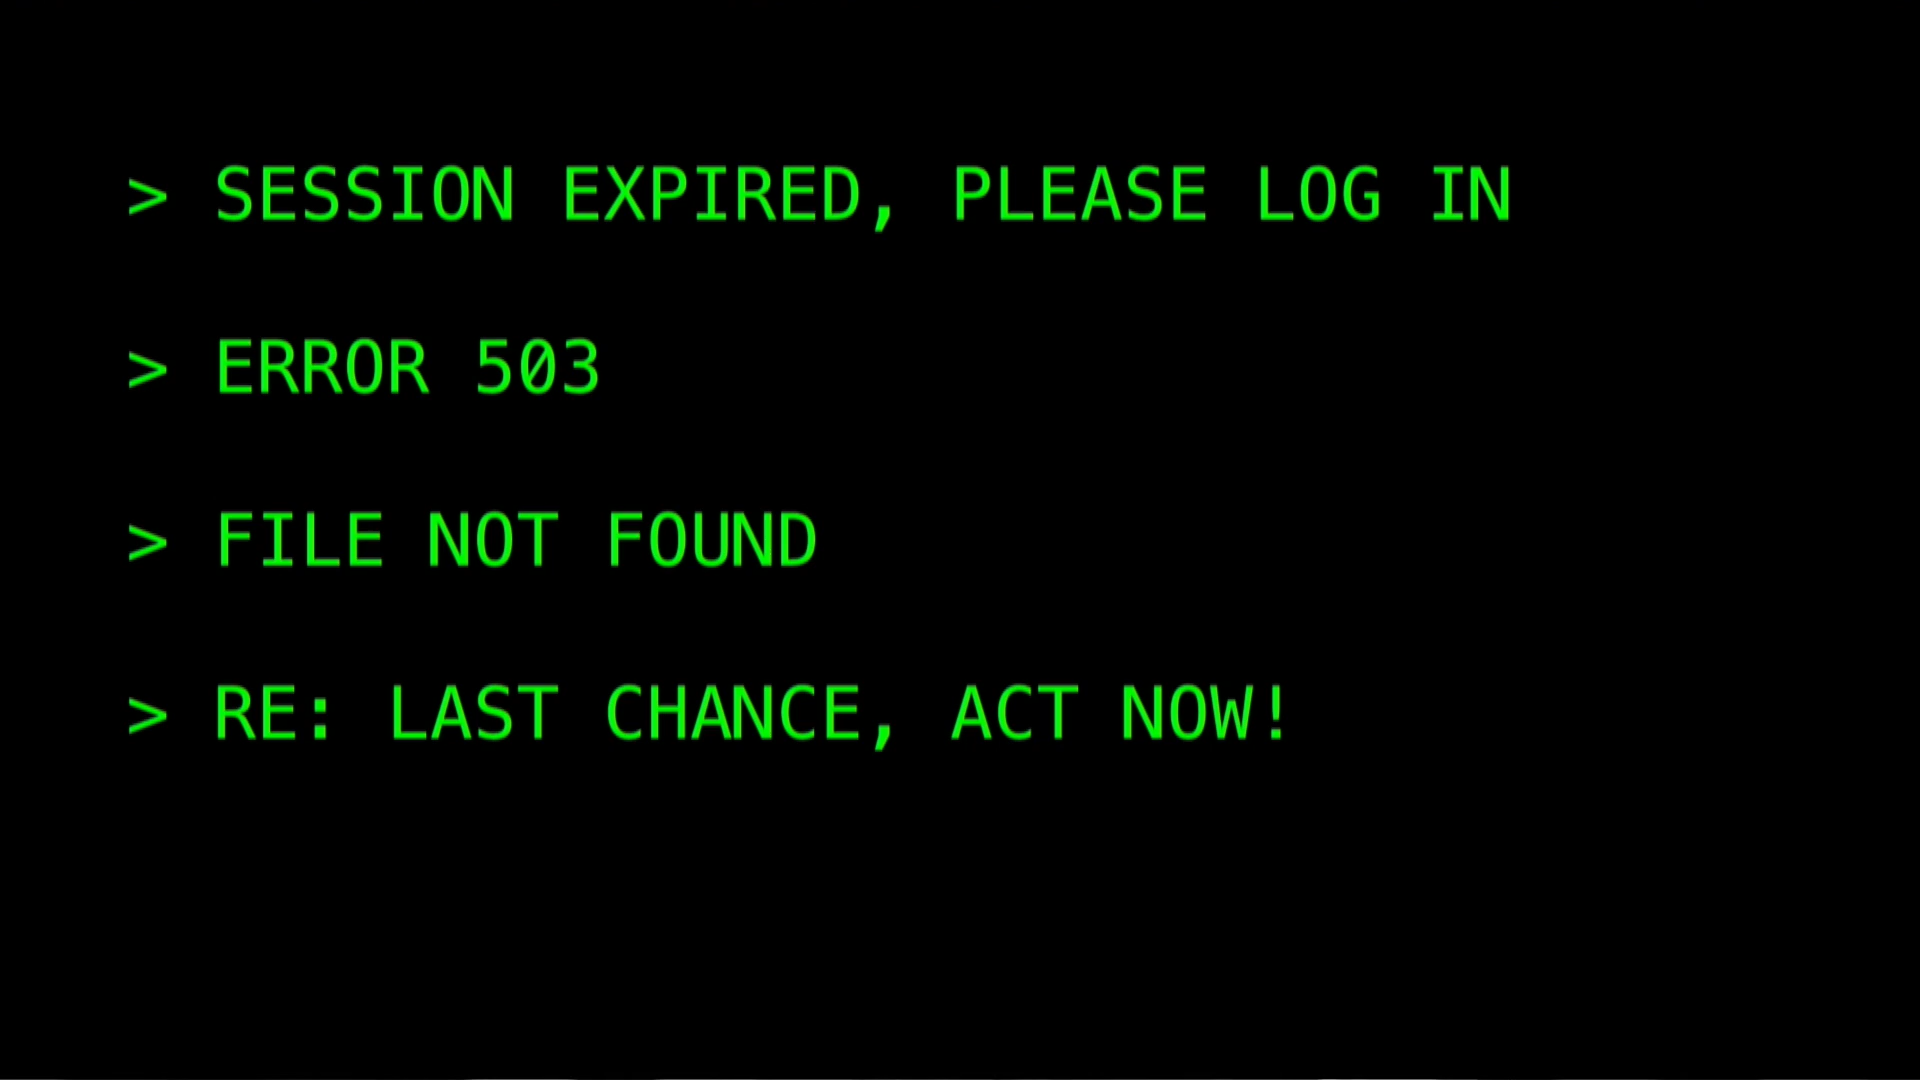 > SESSION EXPIRED, PLEASE LOG IN
> ERROR 503
> FILE NOT FOUND
> RE: LAST CHANCE, ACT NOW!